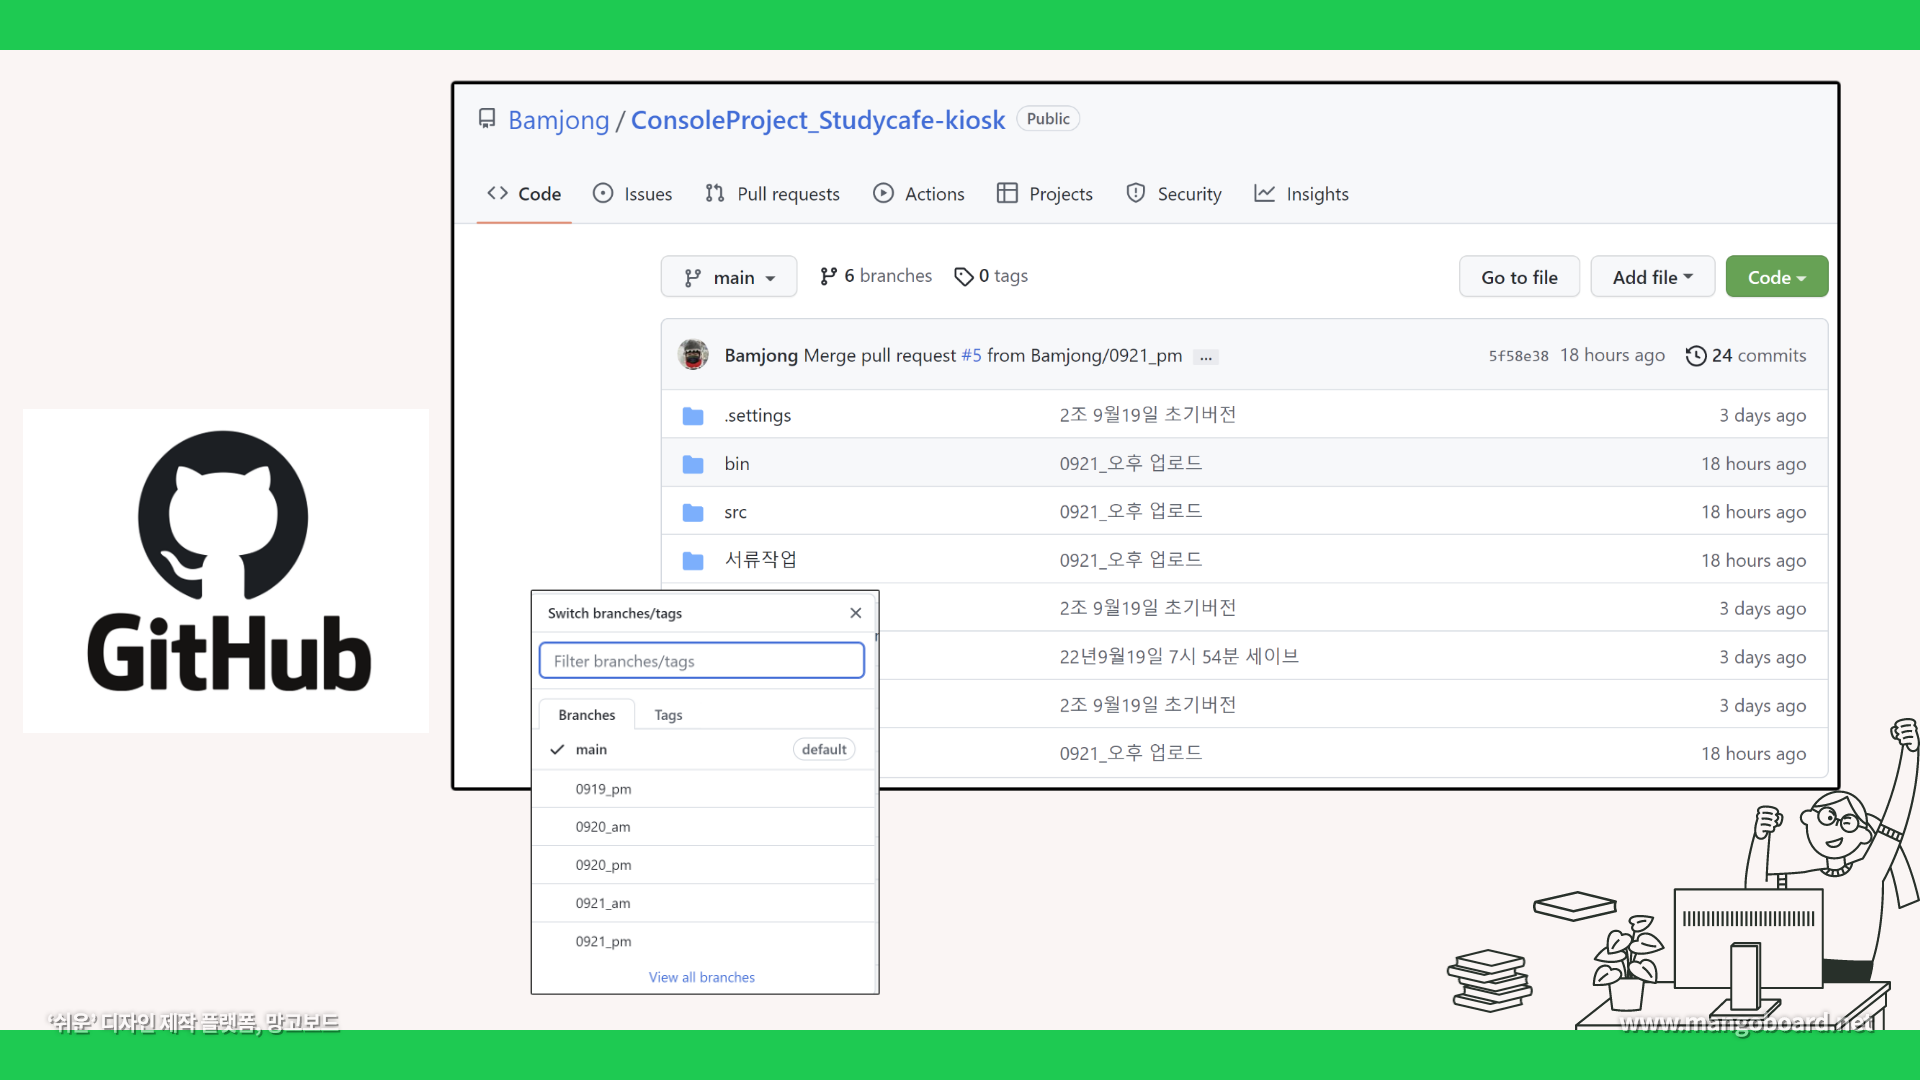 Bamjong / ConsoleProject_Studycafe-kiosk Public
Code Issues Pull requests Actions Projects Security Insights
main 6 branches 0 tags Go to file Add file Code
Bamjong Merge pull request #5 from Bamjong/0921_pm ... 5f58e38 18 hours ago 24 commits
.settings 2조 9월19일 초기버전 3 days ago
bin 0921_오후 업로드 18 hours ago
src 0921_오후 업로드 18 hours ago
서류작업 0921_오후 업로드 18 hours ago
2조 9월19일 초기버전 3 days ago
22년9월19일 7시 54분 세이브 3 days ago
2조 9월19일 초기버전 3 days ago
0921_오후 업로드 18 hours ago
GitHub
Switch branches/tags
Filter branches/tags
Branches Tags
main default
0919_pm
0920_am
0920_pm
0921_am
0921_pm
View all branches
'쉬운' 디자인 제작 플랫폼, 망고보드
www.mangoboard.net